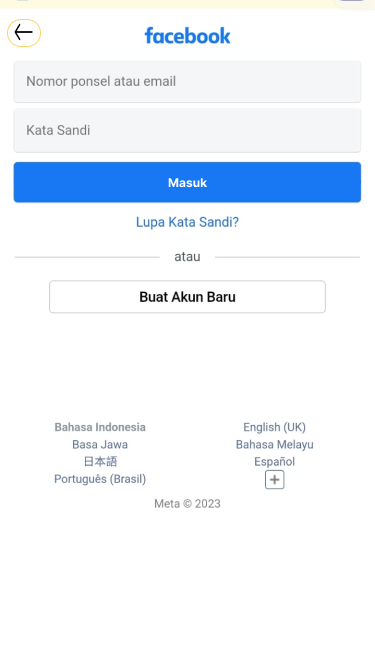 facebook
Nomor ponsel atau email
Kata Sandi
Masuk
Lupa Kata Sandi?
atau
Buat Akun Baru
Bahasa Indonesia English (UK)
Basa Jawa Bahasa Melayu
日本語 Español
Português (Brasil)
Meta © 2023